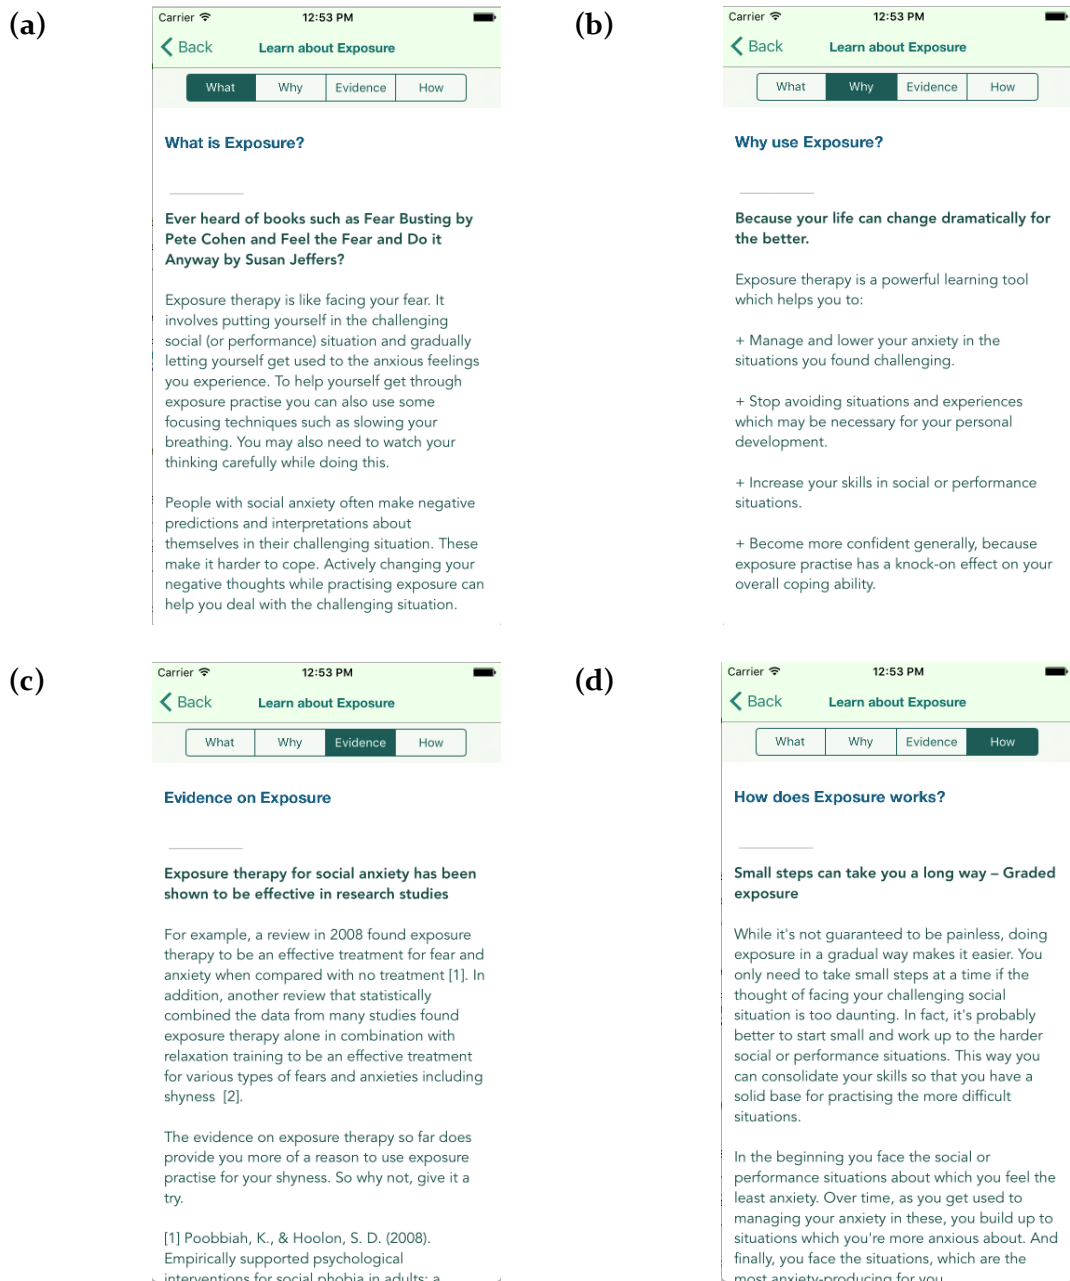 (a)
Carrier 12:53 PM
Back Learn about Exposure
What Why Evidence How
What is Exposure?
Ever heard of books such as Fear Busting by
Pete Cohen and Feel the Fear and Do it
Anyway by Susan Jeffers?
Exposure therapy is like facing your fear. It
involves putting yourself in the challenging
social (or performance) situation and gradually
letting yourself get used to the anxious feelings
you experience. To help yourself get through
exposure practise you can also use some
focusing techniques such as slowing your
breathing. You may also need to watch your
thinking carefully while doing this.
People with social anxiety often make negative
predictions and interpretations about
themselves in their challenging situation. These
make it harder to cope. Actively changing your
negative thoughts while practising exposure can
help you deal with the challenging situation.
(b)
Carrier 12:53 PM
Back Learn about Exposure
What Why Evidence How
Why use Exposure?
Because your life can change dramatically for
the better.
Exposure therapy is a powerful learning tool
which helps you to:
+ Manage and lower your anxiety in the
situations you found challenging.
+ Stop avoiding situations and experiences
which may be necessary for your personal
development.
+ Increase your skills in social or performance
situations.
+ Become more confident generally, because
exposure practise has a knock-on effect on your
overall coping ability.
(c)
Carrier 12:53 PM
Back Learn about Exposure
What Why Evidence How
Evidence on Exposure
Exposure therapy for social anxiety has been
shown to be effective in research studies
For example, a review in 2008 found exposure
therapy to be an effective treatment for fear and
anxiety when compared with no treatment [1]. In
addition, another review that statistically
combined the data from many studies found
exposure therapy alone in combination with
relaxation training to be an effective treatment
for various types of fears and anxieties including
shyness [2].
The evidence on exposure therapy so far does
provide you more of a reason to use exposure
practise for your shyness. So why not, give it a
try.
[1] Poobbiah, K., & Hoolon, S. D. (2008).
Empirically supported psychological
interventions for social phobia in adults: a
(d)
Carrier 12:53 PM
Back Learn about Exposure
What Why Evidence How
How does Exposure works?
Small steps can take you a long way – Graded
exposure
While it's not guaranteed to be painless, doing
exposure in a gradual way makes it easier. You
only need to take small steps at a time if the
thought of facing your challenging social
situation is too daunting. In fact, it's probably
better to start small and work up to the harder
social or performance situations. This way you
can consolidate your skills so that you have a
solid base for practising the more difficult
situations.
In the beginning you face the social or
performance situations about which you feel the
least anxiety. Over time, as you get used to
managing your anxiety in these, you build up to
situations which you're more anxious about. And
finally, you face the situations, which are the
most anxiety-producing for you